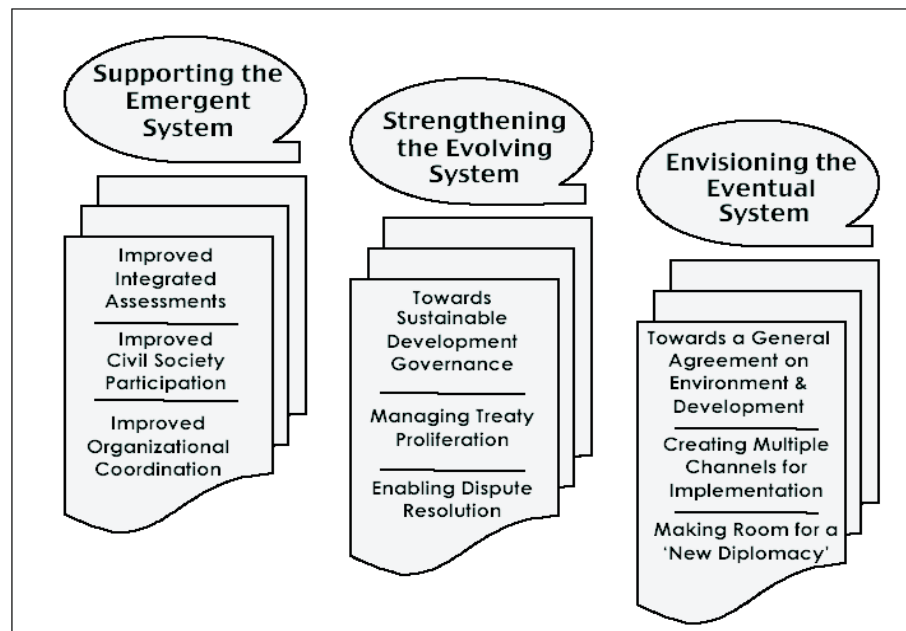 Supporting the
Emergent
System
Improved
Integrated
Assessments
Improved
Civil Society
Participation
Improved
Organizational
Coordination
Strengthening
the Evolving
System
Towards
Sustainable
Development
Governance
Managing Treaty
Proliferation
Enabling Dispute
Resolution
Envisioning the
Eventual
System
Towards a General
Agreement on
Environment &
Development
Creating Multiple
Channels for
Implementation
Making Room for a
‘New Diplomacy’